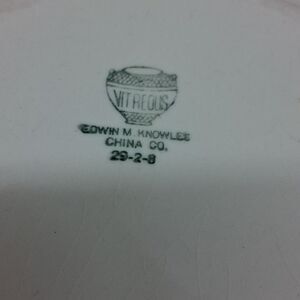 VITREOUS
EDWIN M. KNOWLES
CHINA CO.
29-2-8